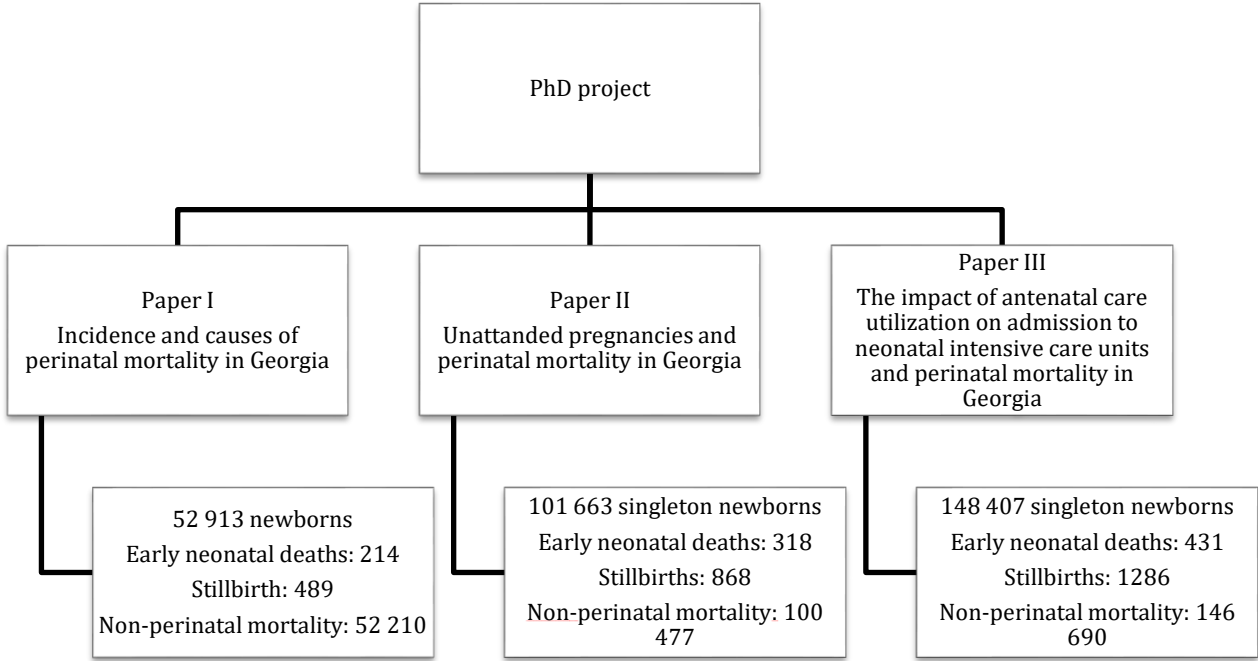 PhD project
Paper I
Incidence and causes of
perinatal mortality in Georgia
Paper II
Unattanded pregnancies and
perinatal mortality in Georgia
Paper III
The impact of antenatal care
utilization on admission to
neonatal intensive care units
and perinatal mortality in
Georgia
52 913 newborns
Early neonatal deaths: 214
Stillbirth: 489
Non-perinatal mortality: 52 210
101 663 singleton newborns
Early neonatal deaths: 318
Stillbirths: 868
Non-perinatal mortality: 100
477
148 407 singleton newborns
Early neonatal deaths: 431
Stillbirths: 1286
Non-perinatal mortality: 146
690